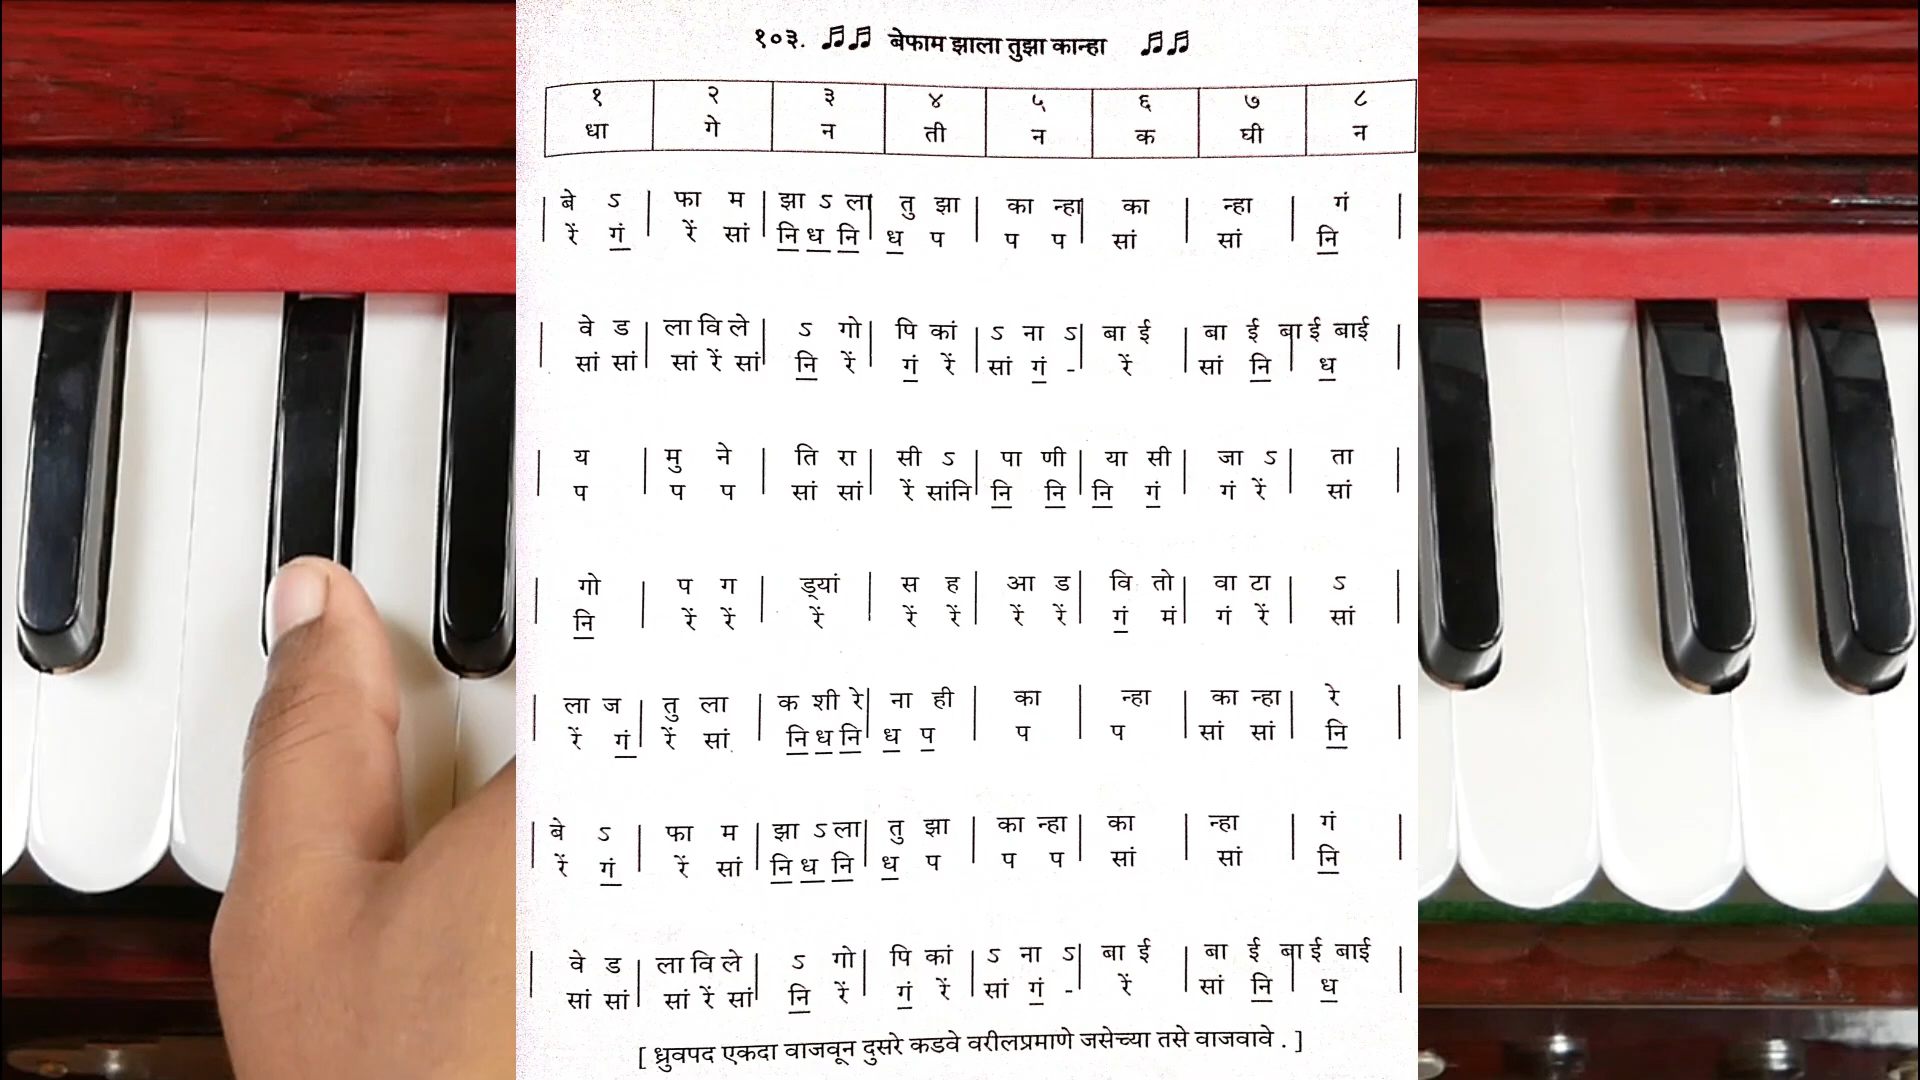 १०३. बेफाम झाला तुझा कान्हा
१ २ ३ ४ ५ ६ ७ ८
धा गे न ती न क धी न
| बे ऽ | फा म | झा ऽ ला | तु झा | का न्हा | का | न्हा | गं |
रें गं | रें सां | नि ध नि | ध प | प प | सां | सां | नि
| वे ड | ला वि ले | ऽ गो | पि कां | ऽ ना ऽ | बा ई | बा ई | बाई बाई |
सां सां | सां रें सां | नि रें | गं रें | सां गं - | रें | सां नि | ध
| य | मु ने | ति रा | सी ऽ | पा णी | या सी | जा ऽ | ता |
प | प प | सां सां | रें सांनि | नि नि | नि गं | गं रें | सां
| गो | प ग | ड्यां | स ह | आ ड | वि तो | वा टा | ऽ |
नि | रें रें | रें | रें रें | रें रें | गं मं | गं रें | सां
| ला ज | तु ला | क शी रे | ना ही | का | न्हा | का न्हा | रे |
रें गं | रें सां | नि ध नि | ध प | प | प | सां सां | नि
| बे ऽ | फा म | झा ऽ ला | तु झा | का न्हा | का | न्हा | गं |
रें गं | रें सां | नि ध नि | ध प | प प | सां | सां | नि
| वे ड | ला वि ले | ऽ गो | पि कां | ऽ ना ऽ | बा ई | बा ई | बाई बाई |
सां सां | सां रें सां | नि रें | गं रें | सां गं - | रें | सां नि | ध
[ ध्रुवपद एकदा वाजवून दुसरे कडवे वरीलप्रमाणे जसेच्या तसे वाजवावे . ]